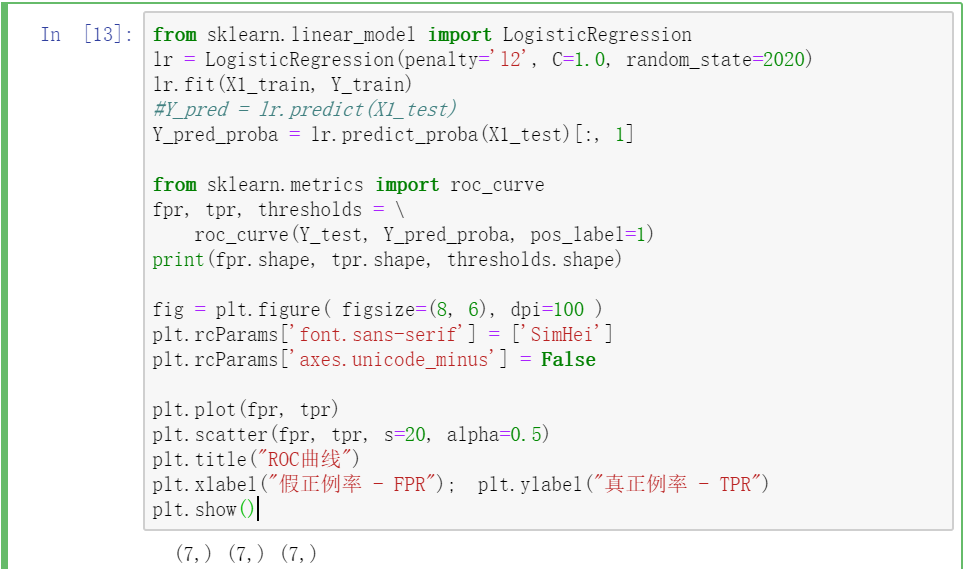 In [13]:
from sklearn.linear_model import LogisticRegression
lr = LogisticRegression(penalty='l2', C=1.0, random_state=2020)
lr.fit(X1_train, Y_train)
#Y_pred = lr.predict(X1_test)
Y_pred_proba = lr.predict_proba(X1_test)[:, 1]
from sklearn.metrics import roc_curve
fpr, tpr, thresholds = \
    roc_curve(Y_test, Y_pred_proba, pos_label=1)
print(fpr.shape, tpr.shape, thresholds.shape)
fig = plt.figure( figsize=(8, 6), dpi=100 )
plt.rcParams['font.sans-serif'] = ['SimHei']
plt.rcParams['axes.unicode_minus'] = False
plt.plot(fpr, tpr)
plt.scatter(fpr, tpr, s=20, alpha=0.5)
plt.title("ROC曲线")
plt.xlabel("假正例率 - FPR");  plt.ylabel("真正例率 - TPR")
plt.show()
(7,) (7,) (7,)